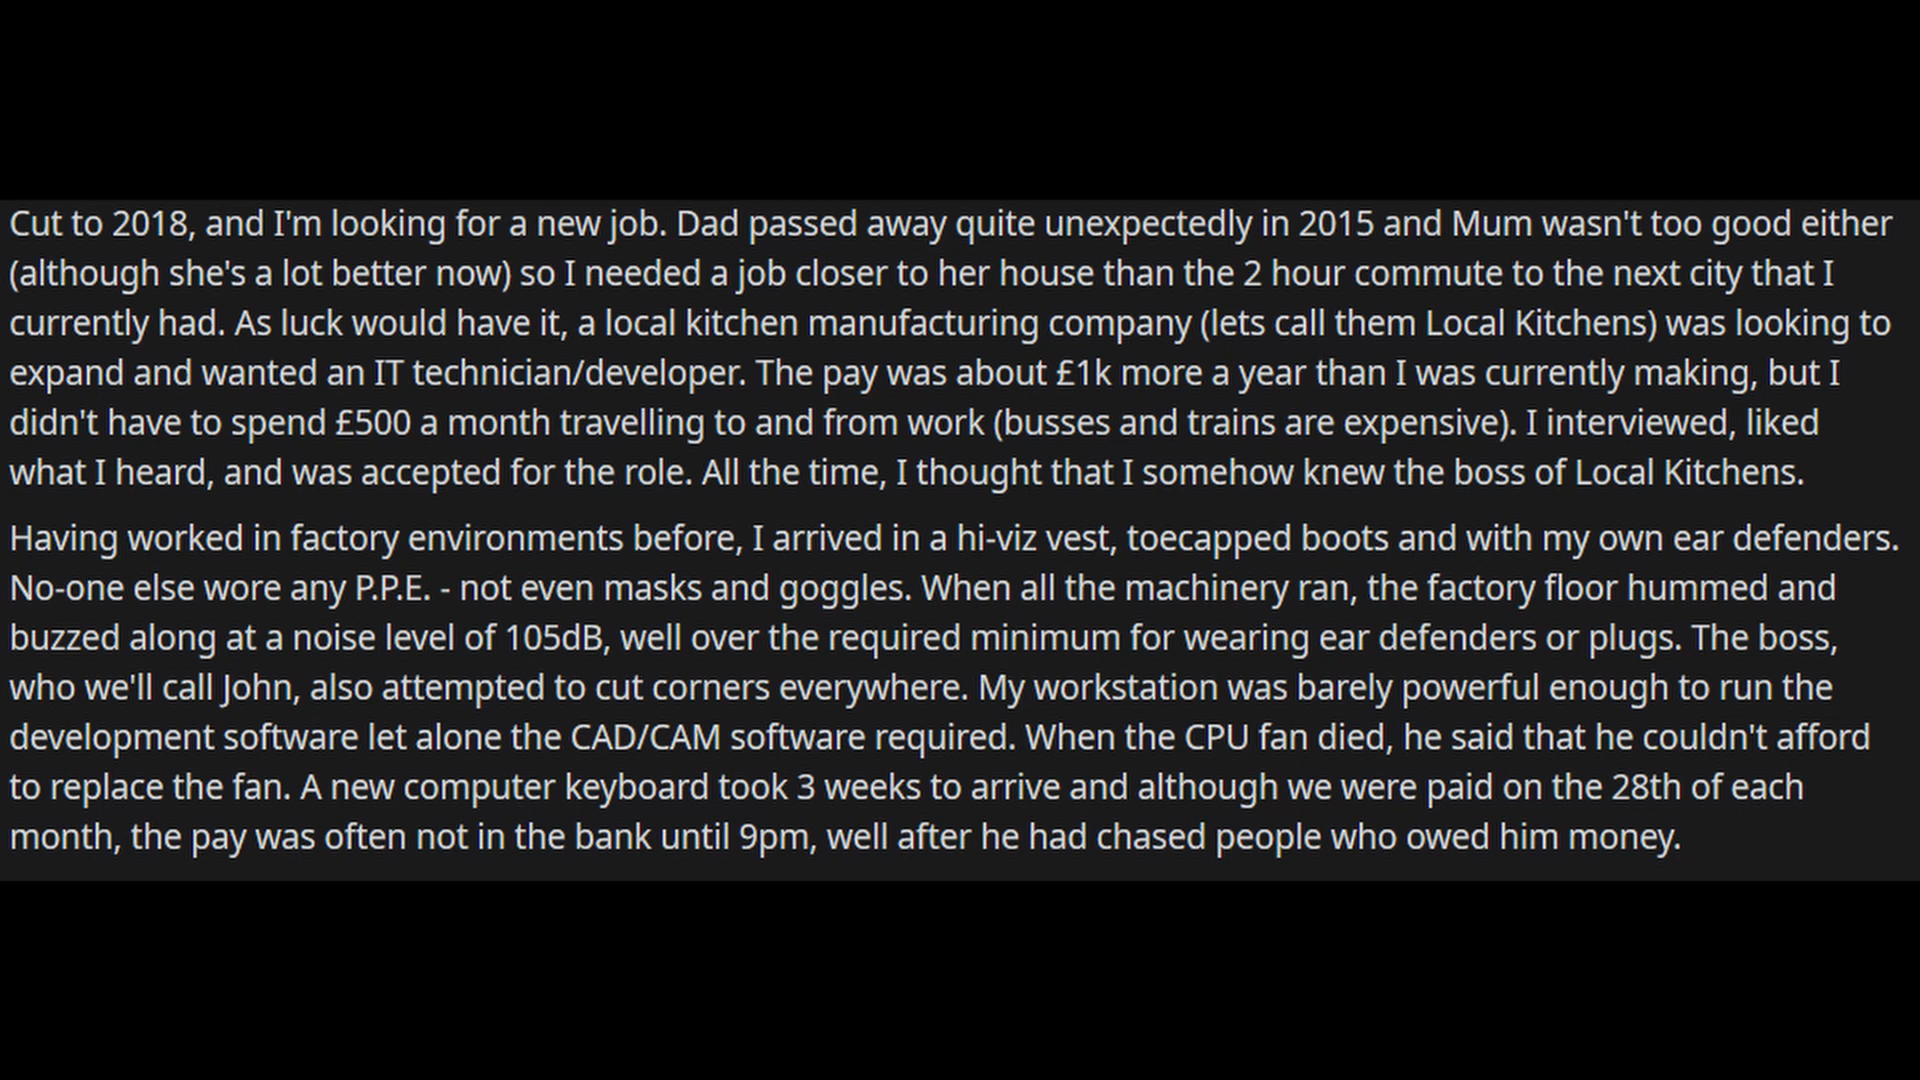 Cut to 2018, and I'm looking for a new job. Dad passed away quite unexpectedly in 2015 and Mum wasn't too good either
(although she's a lot better now) so I needed a job closer to her house than the 2 hour commute to the next city that I
currently had. As luck would have it, a local kitchen manufacturing company (lets call them Local Kitchens) was looking to
expand and wanted an IT technician/developer. The pay was about £1k more a year than I was currently making, but I
didn't have to spend £500 a month travelling to and from work (busses and trains are expensive). I interviewed, liked
what I heard, and was accepted for the role. All the time, I thought that I somehow knew the boss of Local Kitchens.
Having worked in factory environments before, I arrived in a hi-viz vest, toecapped boots and with my own ear defenders.
No-one else wore any P.P.E. - not even masks and goggles. When all the machinery ran, the factory floor hummed and
buzzed along at a noise level of 105dB, well over the required minimum for wearing ear defenders or plugs. The boss,
who we'll call John, also attempted to cut corners everywhere. My workstation was barely powerful enough to run the
development software let alone the CAD/CAM software required. When the CPU fan died, he said that he couldn't afford
to replace the fan. A new computer keyboard took 3 weeks to arrive and although we were paid on the 28th of each
month, the pay was often not in the bank until 9pm, well after he had chased people who owed him money.